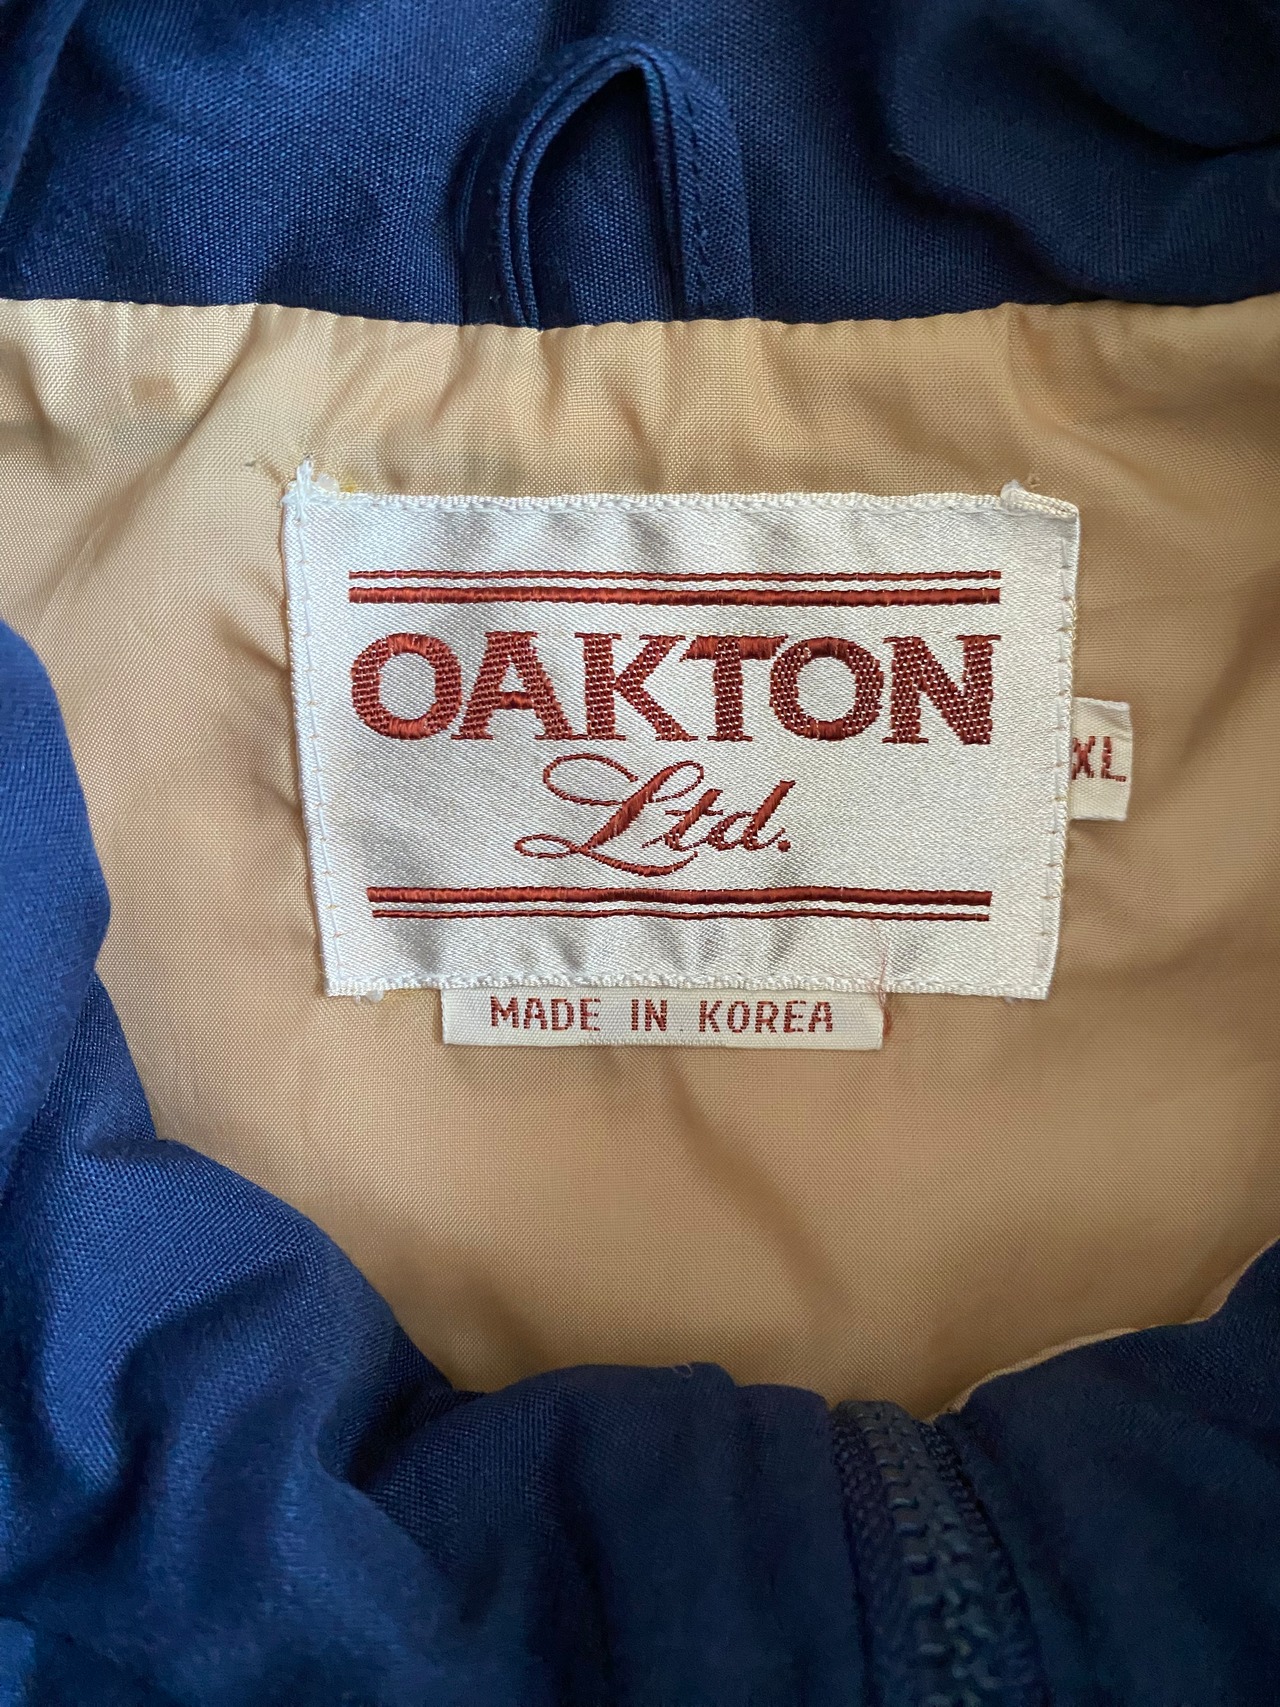 OAKTON
Ltd.
XL
MADE IN KOREA